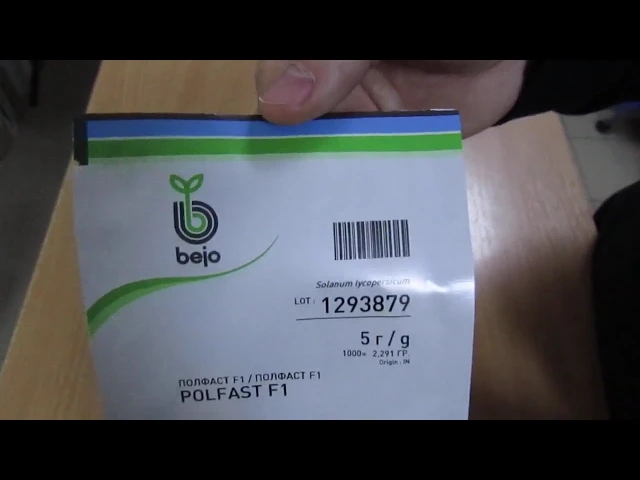 bejo
Solanum lycopersicum
LOT: 1293879
5 г/g
1000= 2,291 ГР.
Origin: IN
ПОЛФАСТ F1 / ПОЛФАСТ F1
POLFAST F1